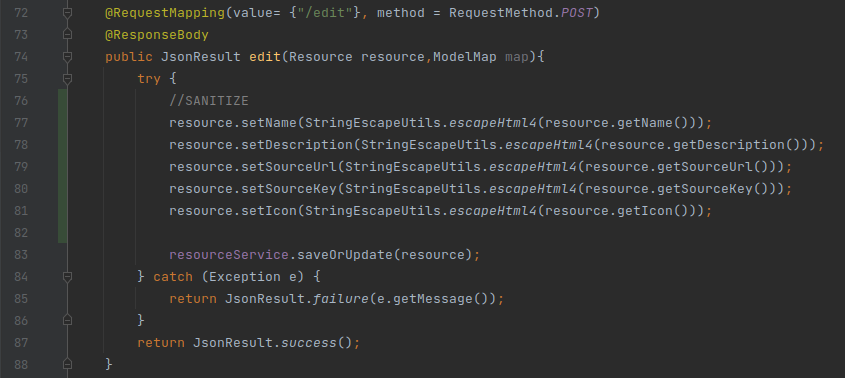 72 @RequestMapping(value= {"/edit"}, method = RequestMethod.POST)
73 @ResponseBody
74 public JsonResult edit(Resource resource,ModelMap map){
75 try {
76 //SANITIZE
77 resource.setName(StringEscapeUtils.escapeHtml4(resource.getName()));
78 resource.setDescription(StringEscapeUtils.escapeHtml4(resource.getDescription()));
79 resource.setSourceUrl(StringEscapeUtils.escapeHtml4(resource.getSourceUrl()));
80 resource.setSourceKey(StringEscapeUtils.escapeHtml4(resource.getSourceKey()));
81 resource.setIcon(StringEscapeUtils.escapeHtml4(resource.getIcon()));
82
83 resourceService.saveOrUpdate(resource);
84 } catch (Exception e) {
85 return JsonResult.failure(e.getMessage());
86 }
87 return JsonResult.success();
88 }